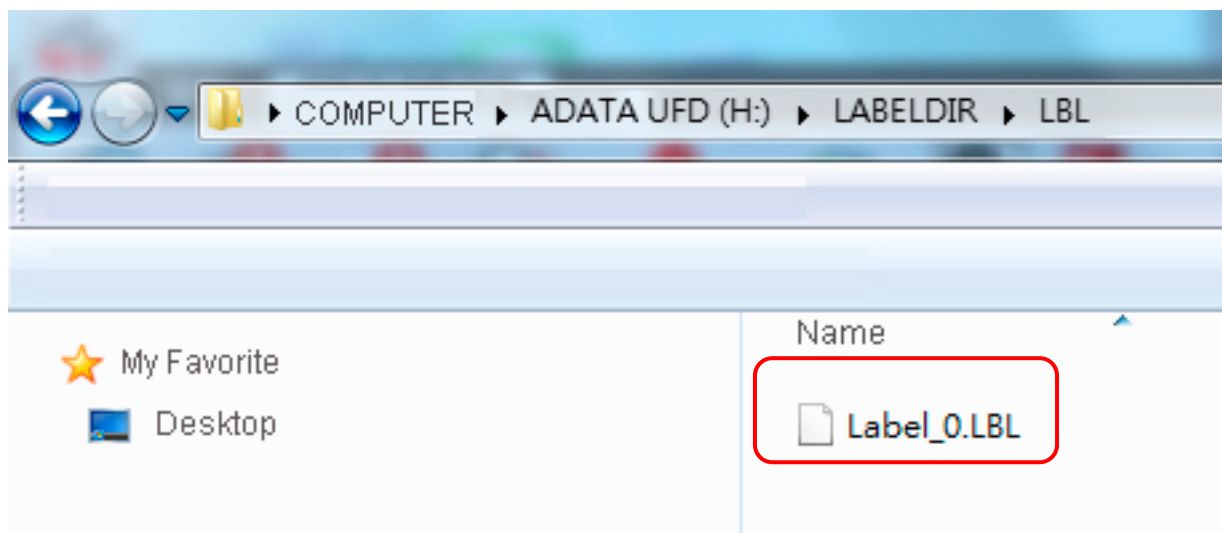 COMPUTER ADATA UFD (H:) LABELDIR LBL
Name
My Favorite
Desktop
Label_0.LBL